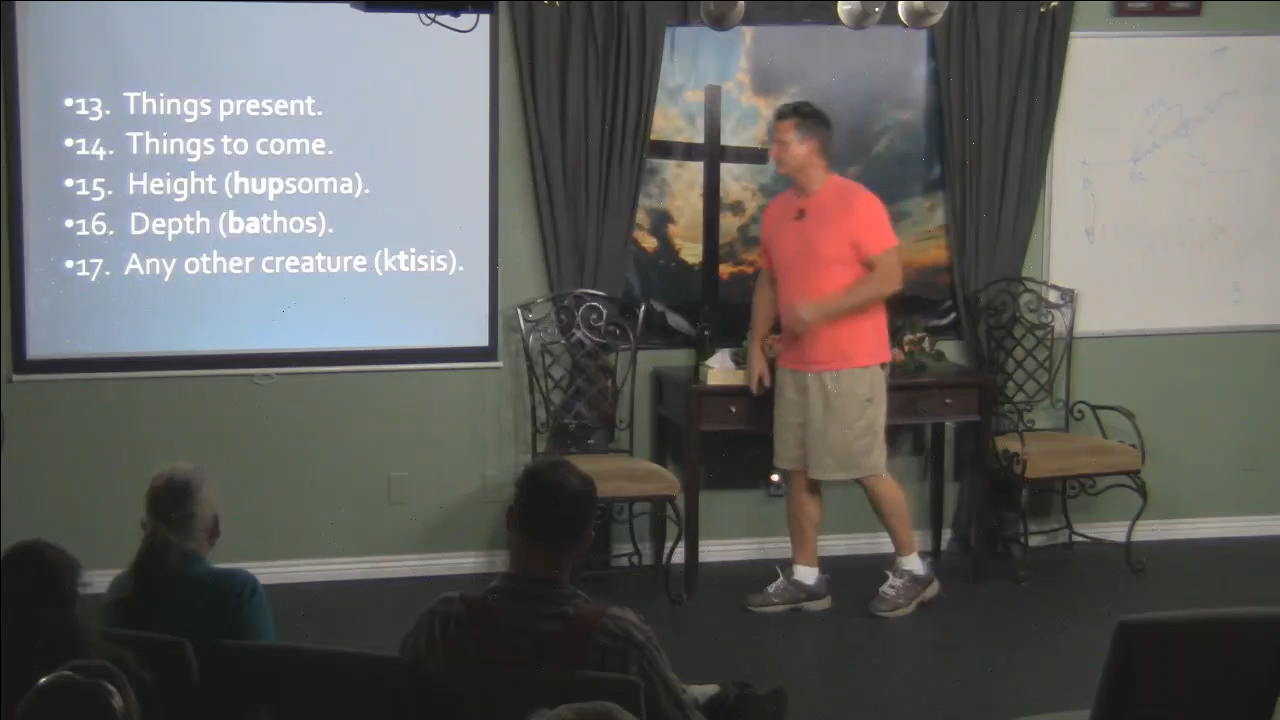 •13. Things present.
•14. Things to come.
•15. Height (hupsoma).
•16. Depth (bathos).
•17. Any other creature (ktisis).